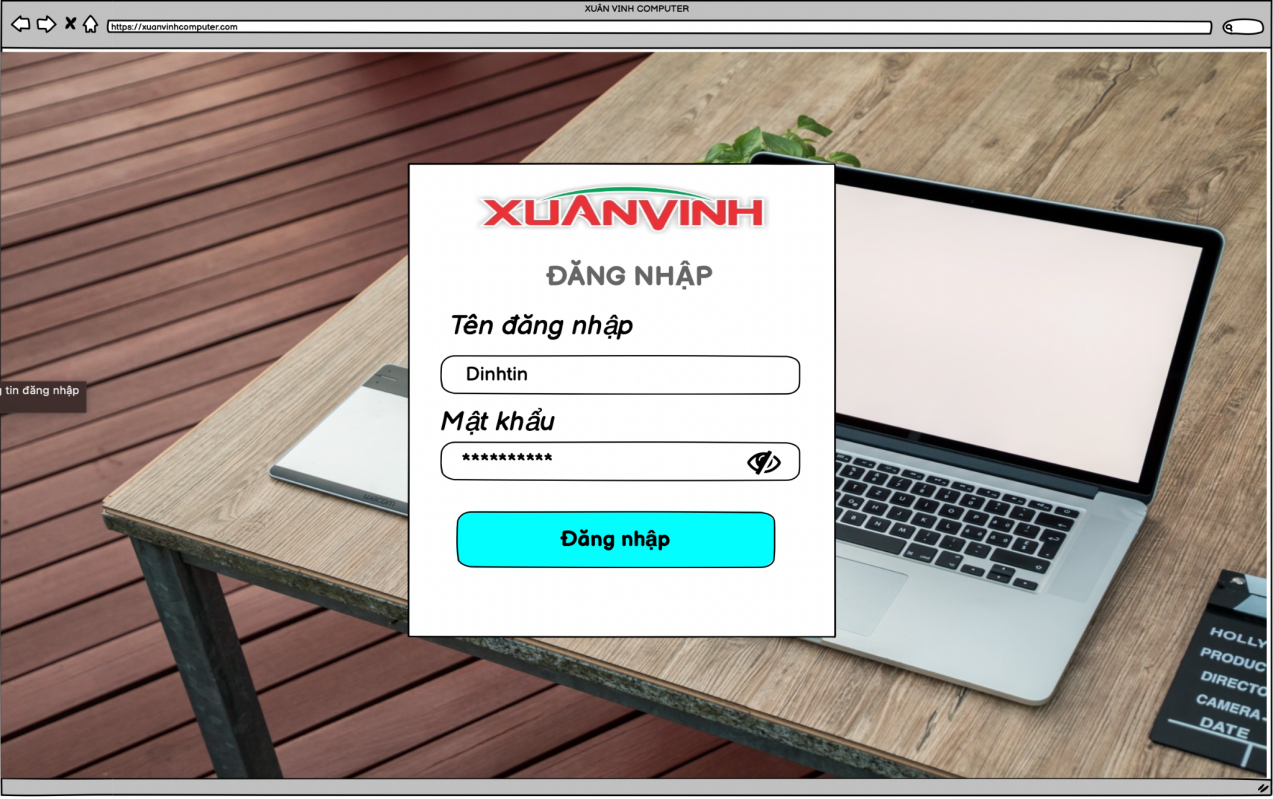 XUÂN VINH COMPUTER
https://xuanvinhcomputer.com
XUÂNVINH
ĐĂNG NHẬP
Tên đăng nhập
Dinhtin
tin đăng nhập
Mật khẩu
**********
Đăng nhập
HOLLY
PRODUC
DIRECTO
CAMERA
DATE